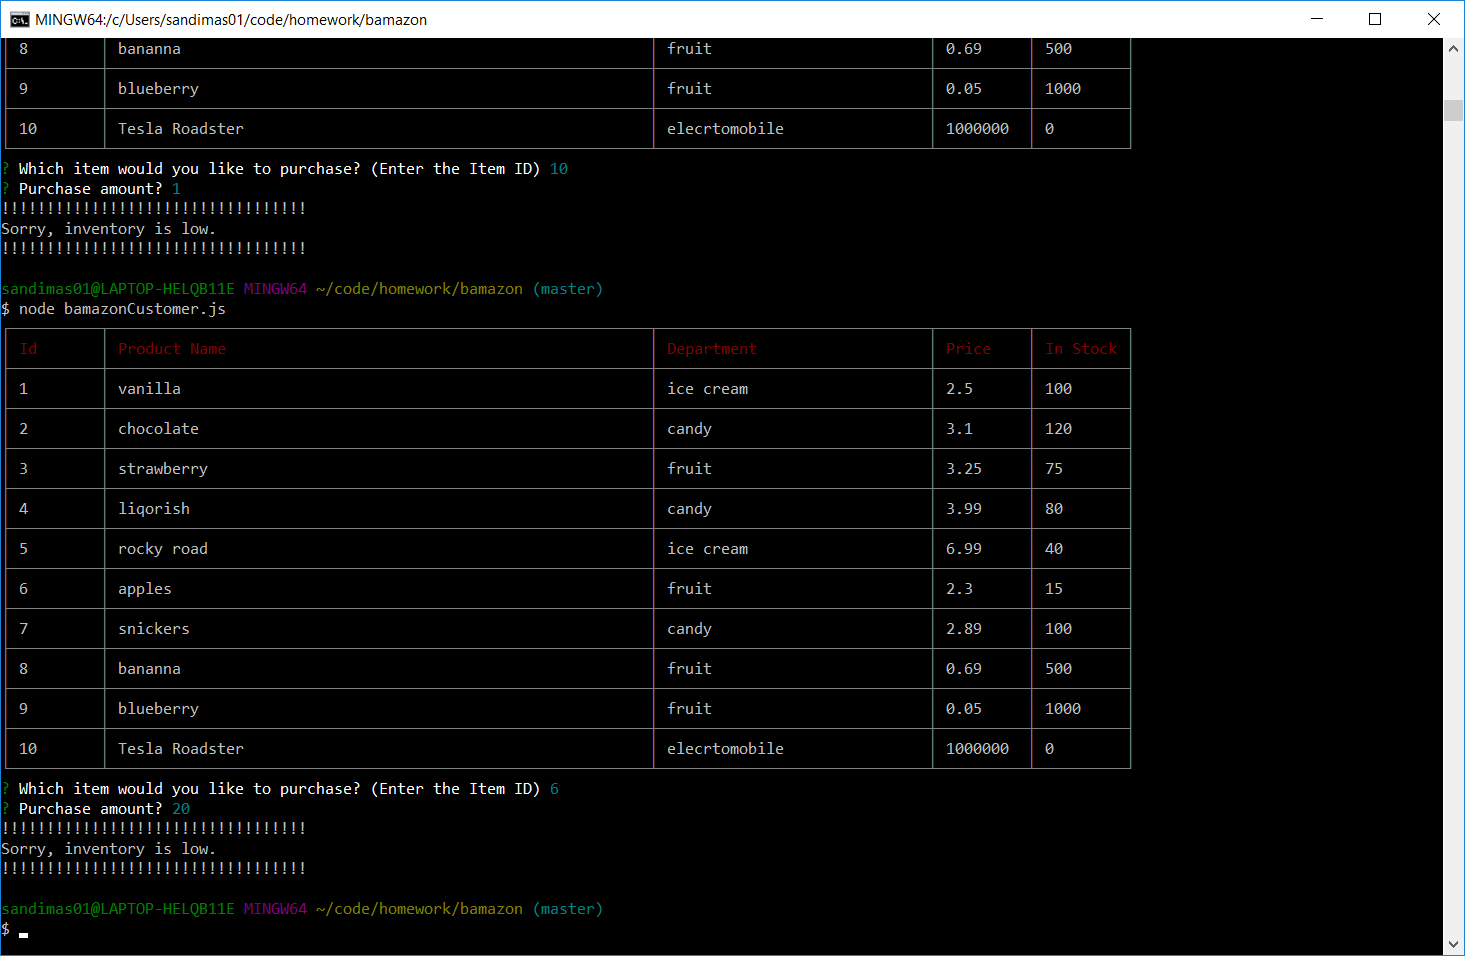 MINGW64:/c/Users/sandimas01/code/homework/bamazon
8 bananna fruit 0.69 500
9 blueberry fruit 0.05 1000
10 Tesla Roadster elecrtomobile 1000000 0
? Which item would you like to purchase? (Enter the Item ID) 10
? Purchase amount? 1
!!!!!!!!!!!!!!!!!!!!!!!!!!!!!!!!!!
Sorry, inventory is low.
!!!!!!!!!!!!!!!!!!!!!!!!!!!!!!!!!!
sandimas01@LAPTOP-HELQB11E MINGW64 ~/code/homework/bamazon (master)
$ node bamazonCustomer.js
Id Product Name Department Price In Stock
1 vanilla ice cream 2.5 100
2 chocolate candy 3.1 120
3 strawberry fruit 3.25 75
4 liqorish candy 3.99 80
5 rocky road ice cream 6.99 40
6 apples fruit 2.3 15
7 snickers candy 2.89 100
8 bananna fruit 0.69 500
9 blueberry fruit 0.05 1000
10 Tesla Roadster elecrtomobile 1000000 0
? Which item would you like to purchase? (Enter the Item ID) 6
? Purchase amount? 20
!!!!!!!!!!!!!!!!!!!!!!!!!!!!!!!!!!
Sorry, inventory is low.
!!!!!!!!!!!!!!!!!!!!!!!!!!!!!!!!!!
sandimas01@LAPTOP-HELQB11E MINGW64 ~/code/homework/bamazon (master)
$